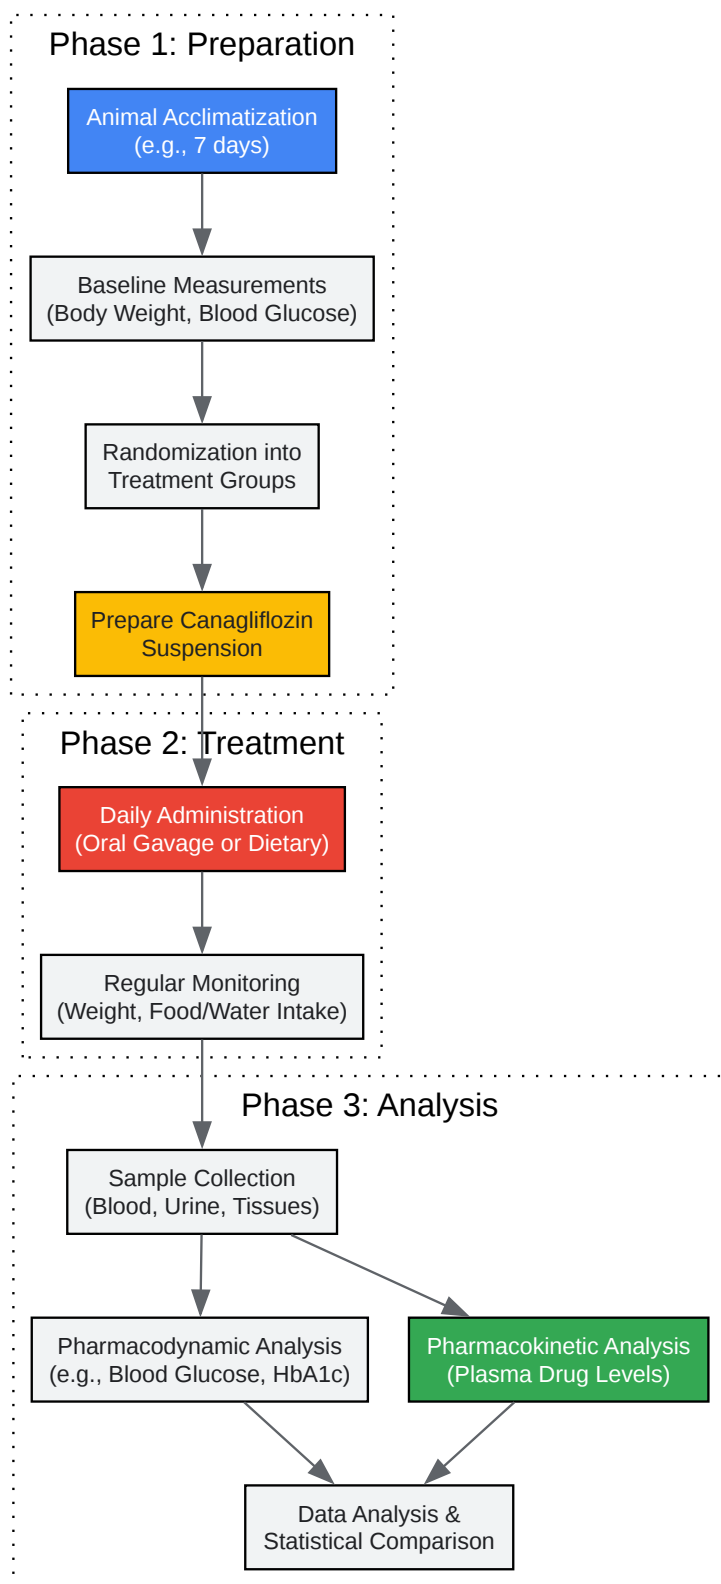 Phase 1: Preparation
Animal Acclimatization
(e.g., 7 days)
Baseline Measurements
(Body Weight, Blood Glucose)
Randomization into
Treatment Groups
Prepare Canagliflozin
Suspension
Phase 2: Treatment
Daily Administration
(Oral Gavage or Dietary)
Regular Monitoring
(Weight, Food/Water Intake)
Phase 3: Analysis
Sample Collection
(Blood, Urine, Tissues)
Pharmacodynamic Analysis
(e.g., Blood Glucose, HbA1c)
Pharmacokinetic Analysis
(Plasma Drug Levels)
Data Analysis &
Statistical Comparison